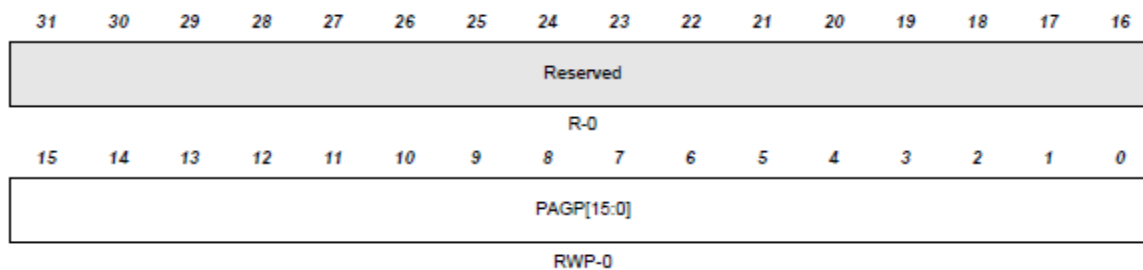 31 30 29 28 27 26 25 24 23 22 21 20 19 18 17 16
Reserved
R-0
15 14 13 12 11 10 9 8 7 6 5 4 3 2 1 0
PAGP[15:0]
RWP-0